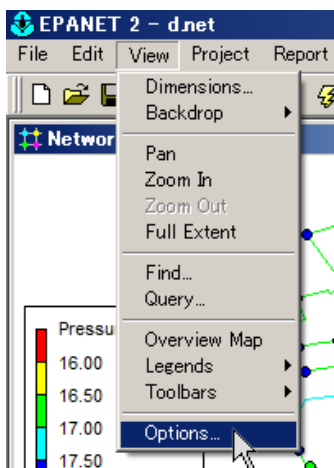 EPANET 2 - d.net
File Edit View Project Report
Dimensions...
Backdrop
Networ
Pan
Zoom In
Zoom Out
Full Extent
Find...
Query...
Pressu
Overview Map
16.00
Legends
16.50
Toolbars
17.00
Options...
17.50